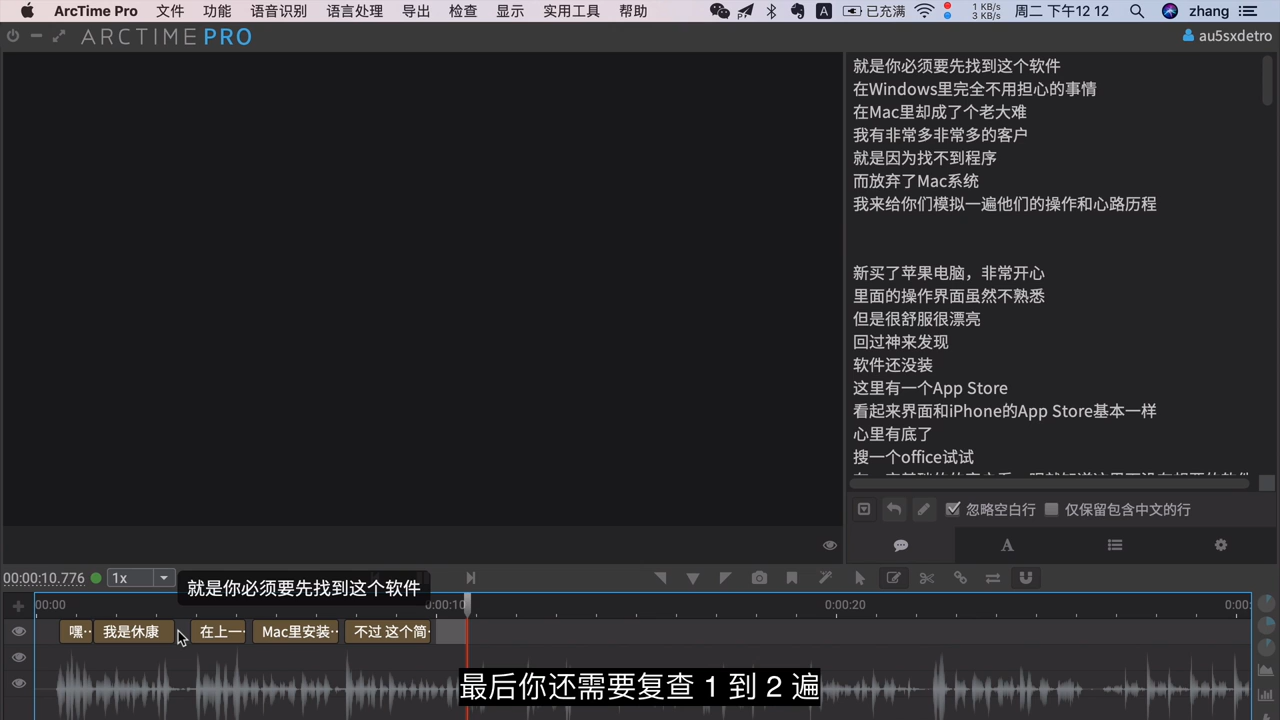 ArcTime Pro 文件 功能 语音识别 语言处理 导出 检查 显示 实用工具 帮助 A 已充满 1 KB/s 3 KB/s 周二 下午12 12 zhang
ARCTIME PRO
au5sxdetro
就是你必须要先找到这个软件
在Windows里完全不用担心的事情
在Mac里却成了个老大难
我有非常多非常多的客户
就是因为找不到程序
而放弃了Mac系统
我来给你们模拟一遍他们的操作和心路历程
新买了苹果电脑，非常开心
里面的操作界面虽然不熟悉
但是很舒服很漂亮
回过神来发现
软件还没装
这里有一个App Store
看起来界面和iPhone的App Store基本一样
心里有底了
搜一个office试试
忽略空白行 仅保留包含中文的行
A
00:00:10.776 1x
就是你必须要先找到这个软件
00:00 0:00:10 0:00:20 0:00:
嘿·· 我是休康 在上一·· Mac里安装·· 不过 这个简·
最后你还需要复查 1 到 2 遍